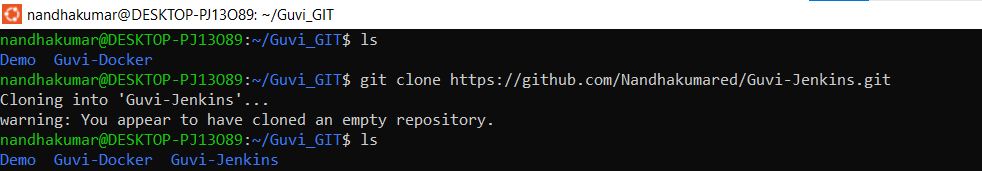 nandhakumar@DESKTOP-PJ13O89: ~/Guvi_GIT
nandhakumar@DESKTOP-PJ13O89:~/Guvi_GIT$ ls
Demo  Guvi-Docker
nandhakumar@DESKTOP-PJ13O89:~/Guvi_GIT$ git clone https://github.com/Nandhakumared/Guvi-Jenkins.git
Cloning into 'Guvi-Jenkins'...
warning: You appear to have cloned an empty repository.
nandhakumar@DESKTOP-PJ13O89:~/Guvi_GIT$ ls
Demo  Guvi-Docker  Guvi-Jenkins